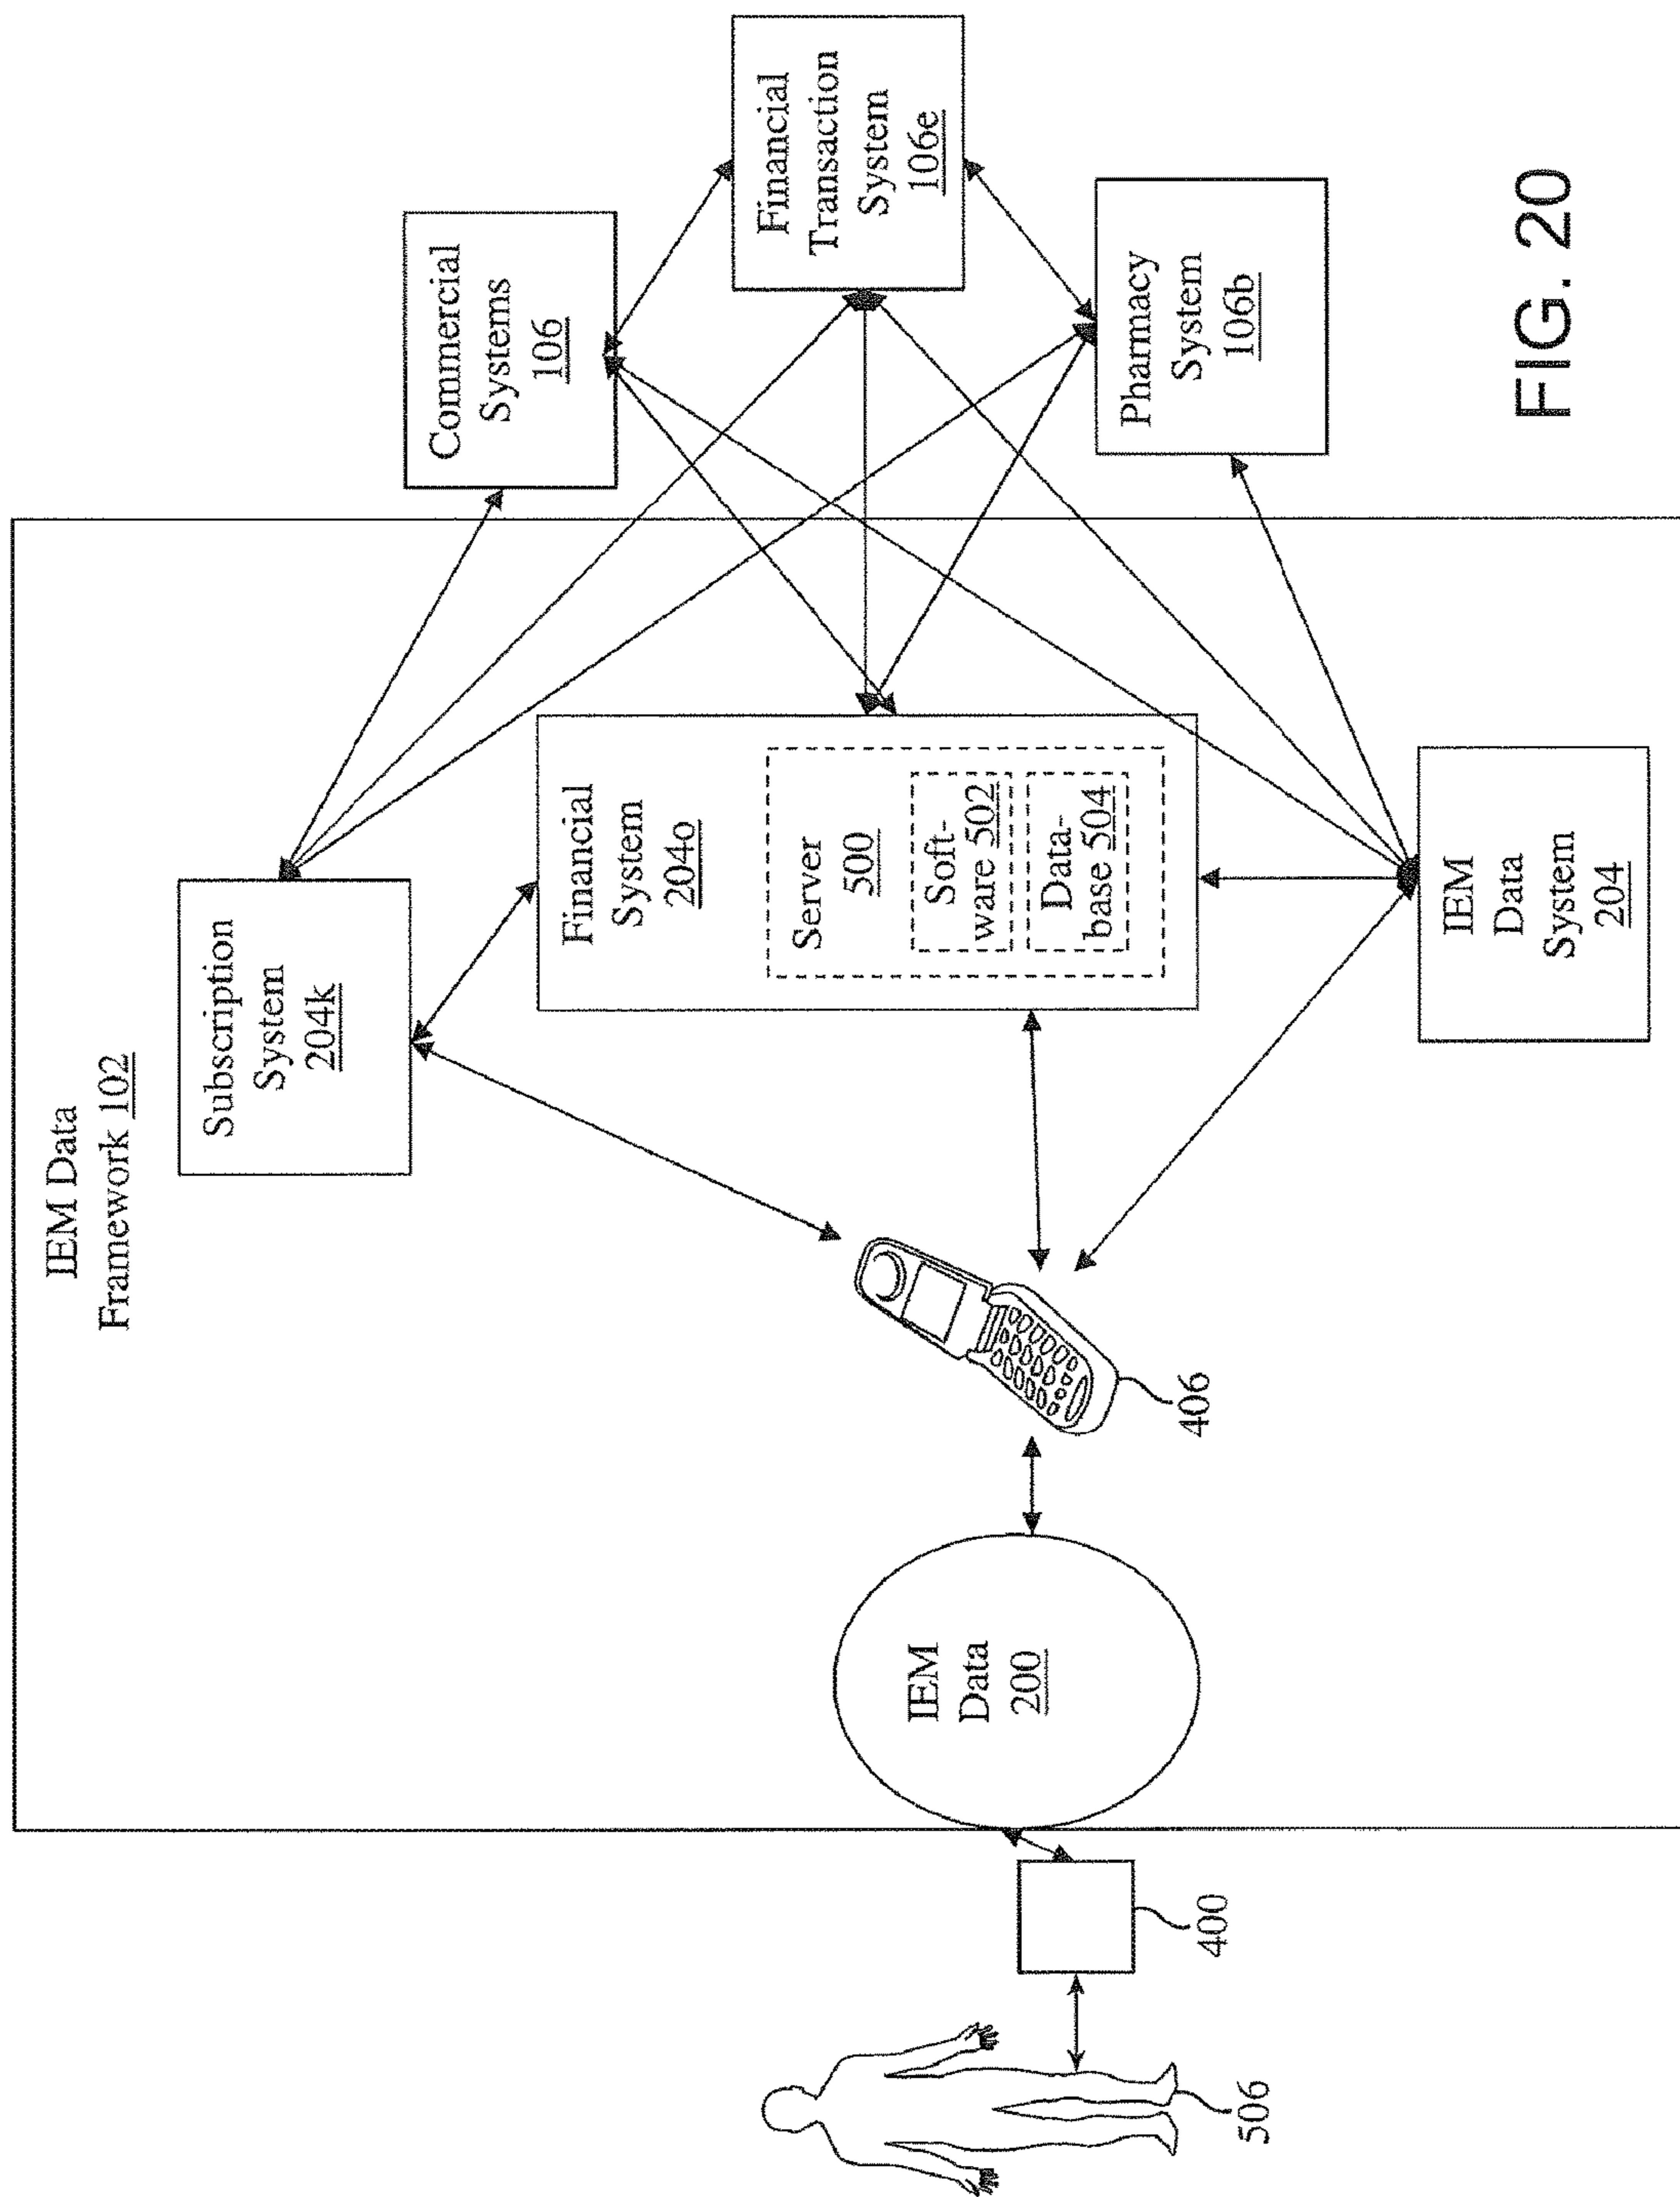 IEM Data
Framework 102
Subscription
System
204k
Commercial
Systems
106
Financial
System
204o
Server
500
Soft-
ware 502
Data-
base 504
Financial
Transaction
System
106e
Pharmacy
System
106b
IEM
Data
System
204
IEM
Data
200
406
400
506
FIG. 20